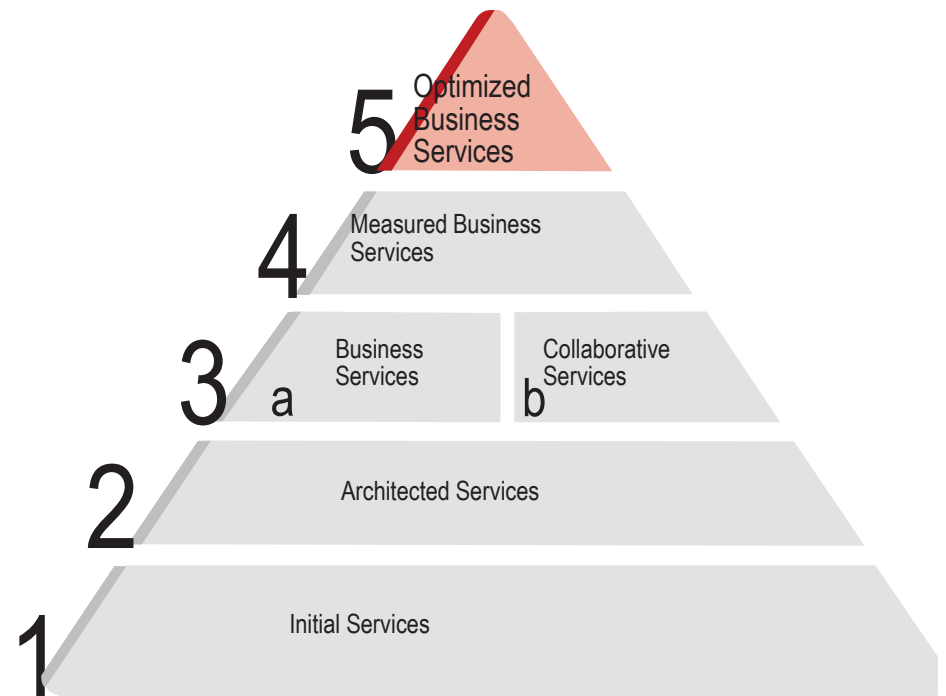 5
Optimized
Business
Services
4
Measured Business
Services
3
a
Business
Services
b
Collaborative
Services
2
Architected Services
1
Initial Services